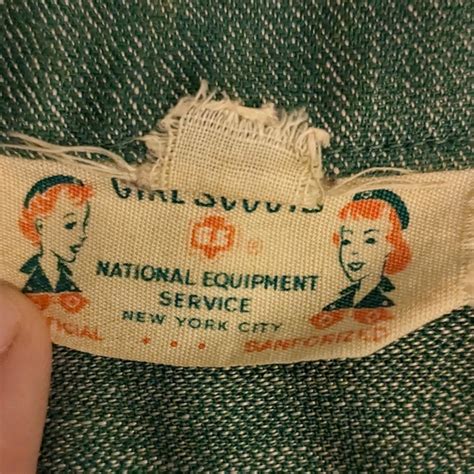 GIRL SCOUTS
®
NATIONAL EQUIPMENT
SERVICE
NEW YORK CITY
SANFORIZED